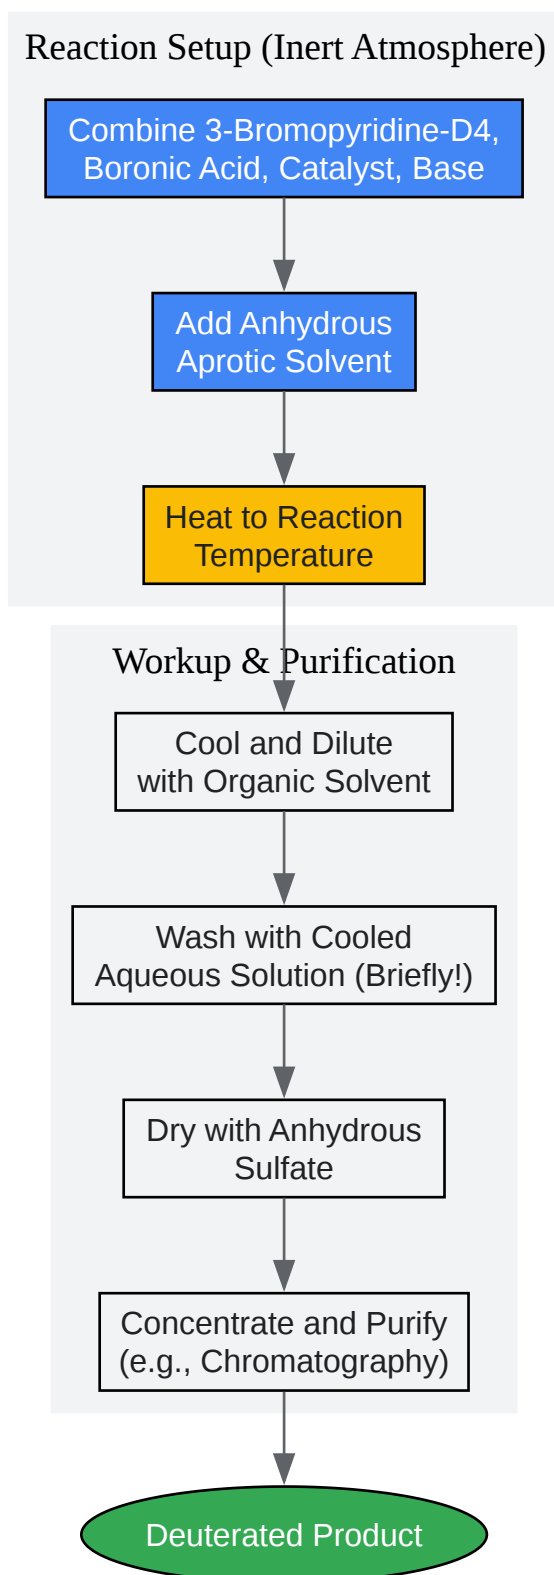 Reaction Setup (Inert Atmosphere)
Combine 3-Bromopyridine-D4,
Boronic Acid, Catalyst, Base
Add Anhydrous
Aprotic Solvent
Heat to Reaction
Temperature
Workup & Purification
Cool and Dilute
with Organic Solvent
Wash with Cooled
Aqueous Solution (Briefly!)
Dry with Anhydrous
Sulfate
Concentrate and Purify
(e.g., Chromatography)
Deuterated Product